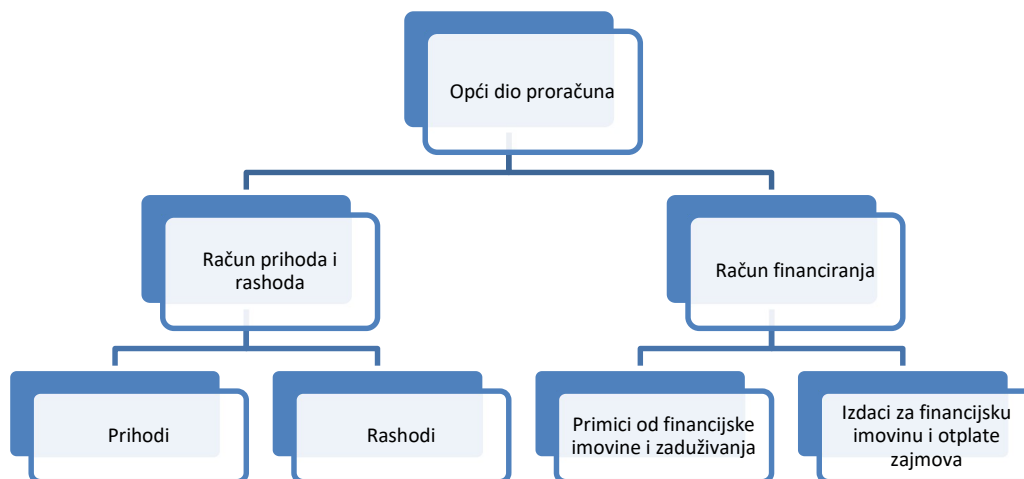 Opći dio proračuna
Račun prihoda i
rashoda
Račun financiranja
Prihodi
Rashodi
Primici od financijske
imovine i zaduživanja
Izdaci za financijsku
imovinu i otplate
zajmova